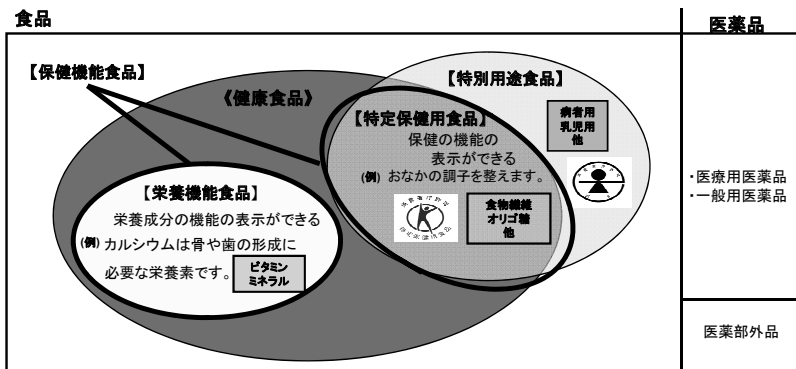 食品
医薬品
【保健機能食品】
《健康食品》
【特別用途食品】
病者用
乳児用
他
【特定保健用食品】
保健の機能の
表示ができる
(例) おなかの調子を整えます。
食物繊維
オリゴ糖
他
【栄養機能食品】
栄養成分の機能の表示ができる
(例) カルシウムは骨や歯の形成に
必要な栄養素です。
ビタミン
ミネラル
・医療用医薬品
・一般用医薬品
医薬部外品